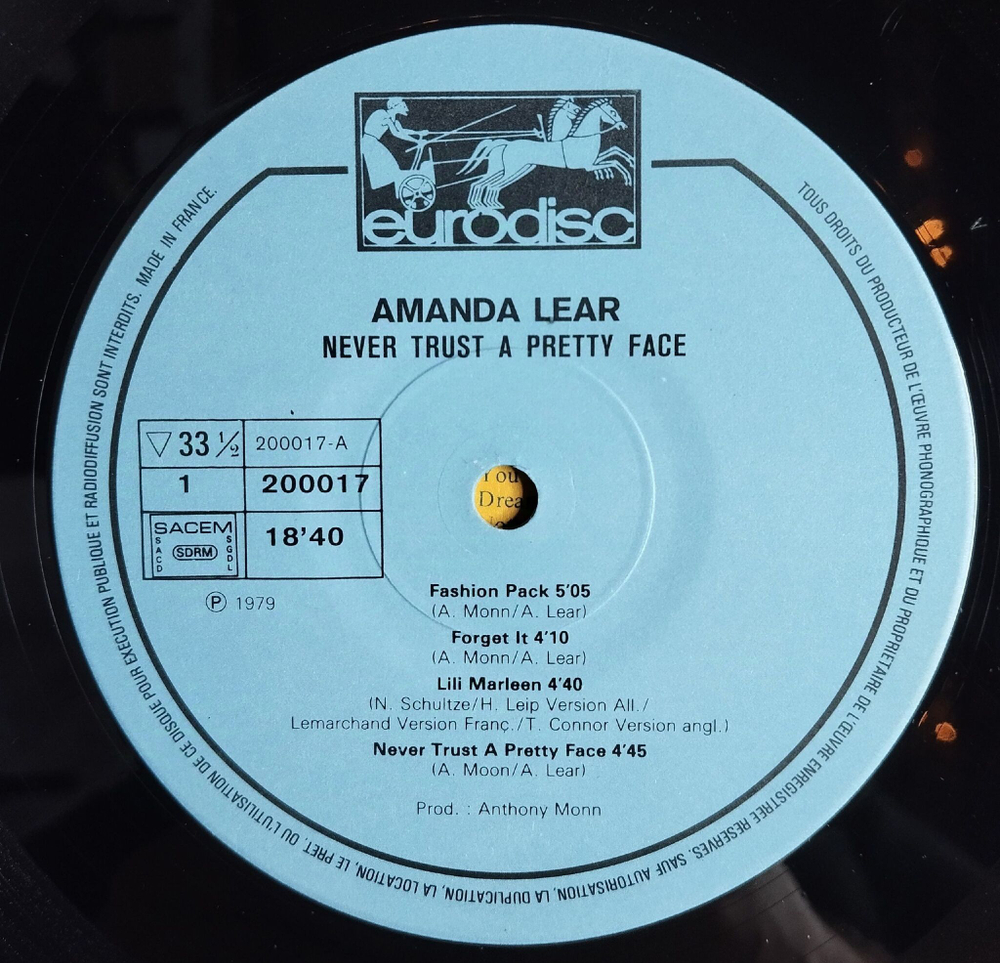 eurodisc
AMANDA LEAR
NEVER TRUST A PRETTY FACE
▽ 33 ½ 200017-A
1 200017
SACEM
SACD
SDRM
SGDL
18'40
Ⓟ 1979
You
Drea
Fashion Pack 5'05
(A. Monn/A. Lear)
Forget It 4'10
(A. Monn/A. Lear)
Lili Marleen 4'40
(N. Schultze/H. Leip Version All./
Lemarchand Version Franç./T. Connor Version angl.)
Never Trust A Pretty Face 4'45
(A. Moon/A. Lear)
Prod. : Anthony Monn
TOUS DROITS DU PRODUCTEUR DE L'ŒUVRE PHONOGRAPHIQUE ET DU PROPRIETAIRE DE L'ŒUVRE ENREGISTREE RESERVES. SAUF AUTORISATION, LA DUPLICATION, LA LOCATION, LE PRET, OU L'UTILISATION DE CE DISQUE POUR EXECUTION PUBLIQUE ET RADIODIFFUSION SONT INTERDITS. MADE IN FRANCE.